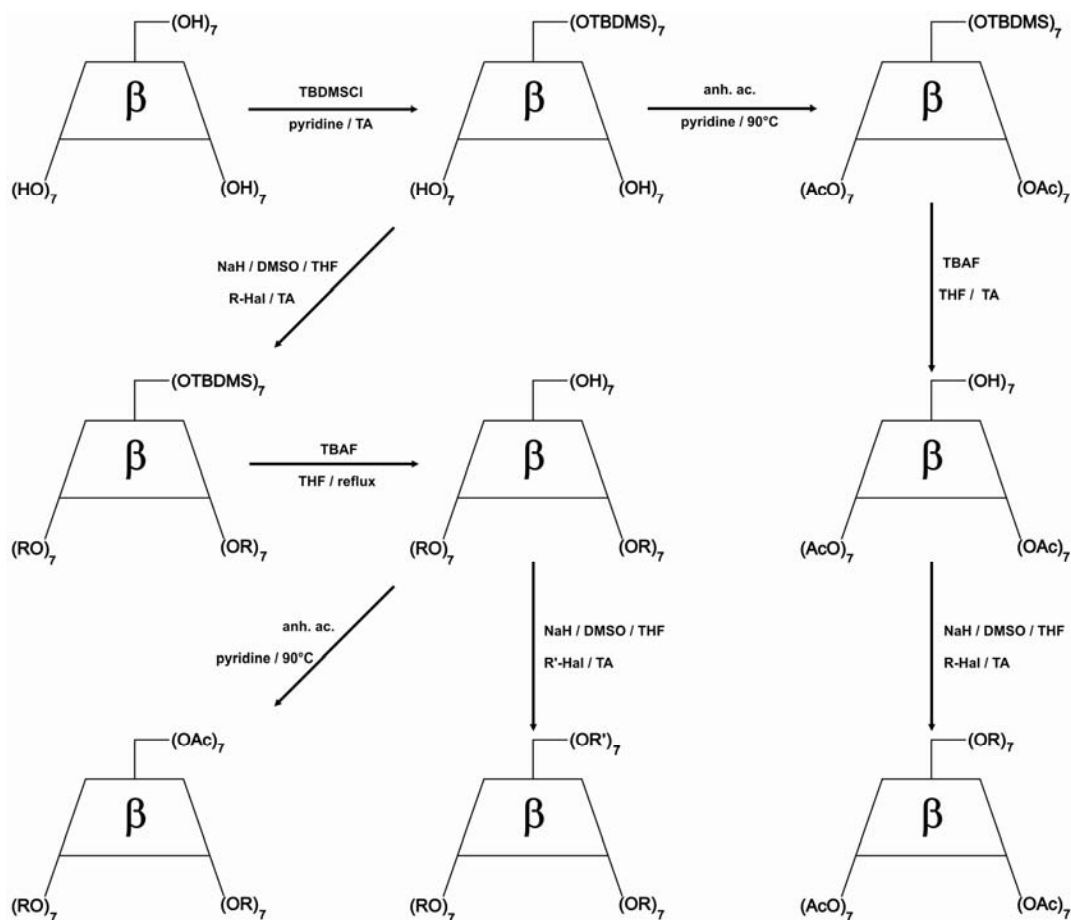 (OH)₇
β
(HO)₇
(OH)₇
TBDMSCl
pyridine / TA
(OTBDMS)₇
β
(HO)₇
(OH)₇
anh. ac.
pyridine / 90°C
(OTBDMS)₇
β
(AcO)₇
(OAc)₇
NaH / DMSO / THF
R-Hal / TA
TBAF
THF / TA
(OTBDMS)₇
β
(RO)₇
(OR)₇
TBAF
THF / reflux
(OH)₇
β
(RO)₇
(OR)₇
(OH)₇
β
(AcO)₇
(OAc)₇
anh. ac.
pyridine / 90°C
NaH / DMSO / THF
R'-Hal / TA
NaH / DMSO / THF
R-Hal / TA
(OAc)₇
β
(RO)₇
(OR)₇
(OR')₇
β
(RO)₇
(OR)₇
(OR)₇
β
(AcO)₇
(OAc)₇